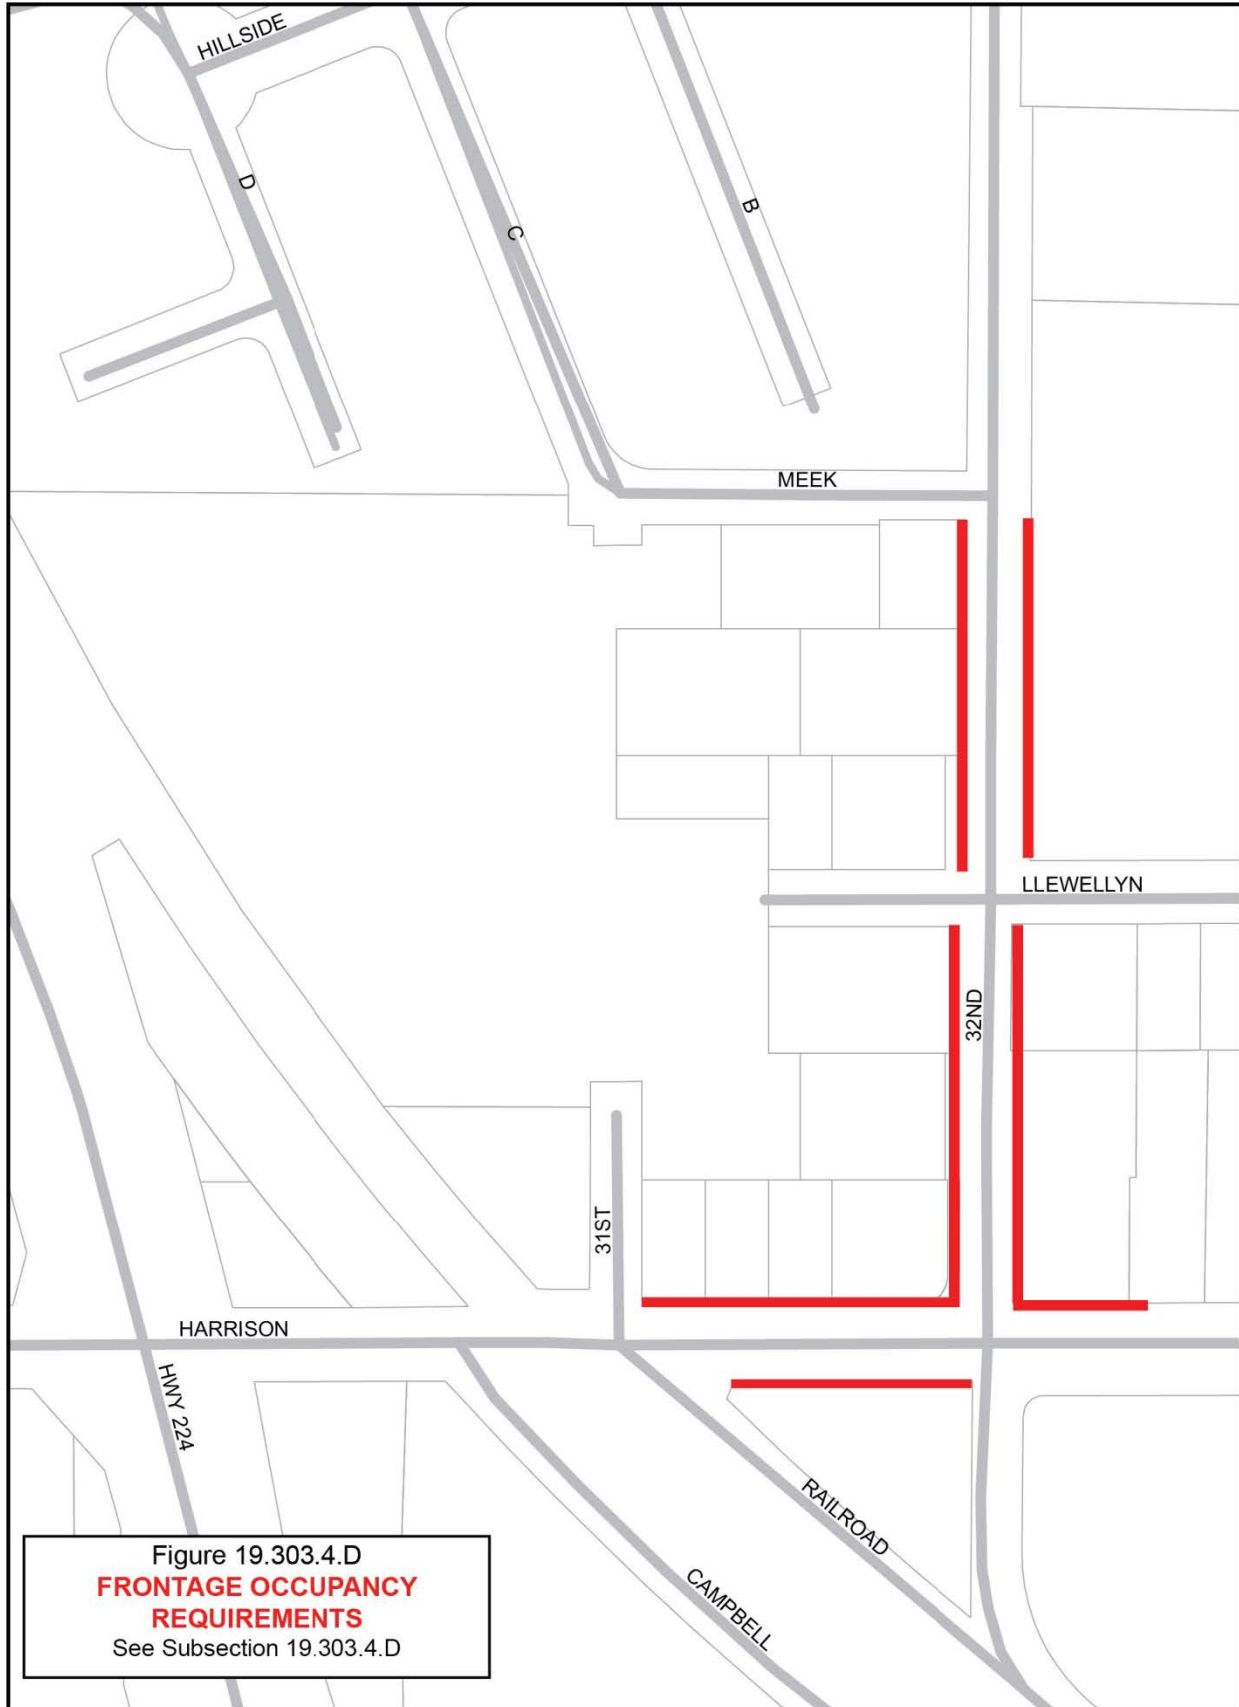 HILLSIDE
D
C
B
MEEK
LLEWELLYN
32ND
31ST
HARRISON
HWY 224
RAILROAD
CAMPBELL
Figure 19.303.4.D
FRONTAGE OCCUPANCY
REQUIREMENTS
See Subsection 19.303.4.D